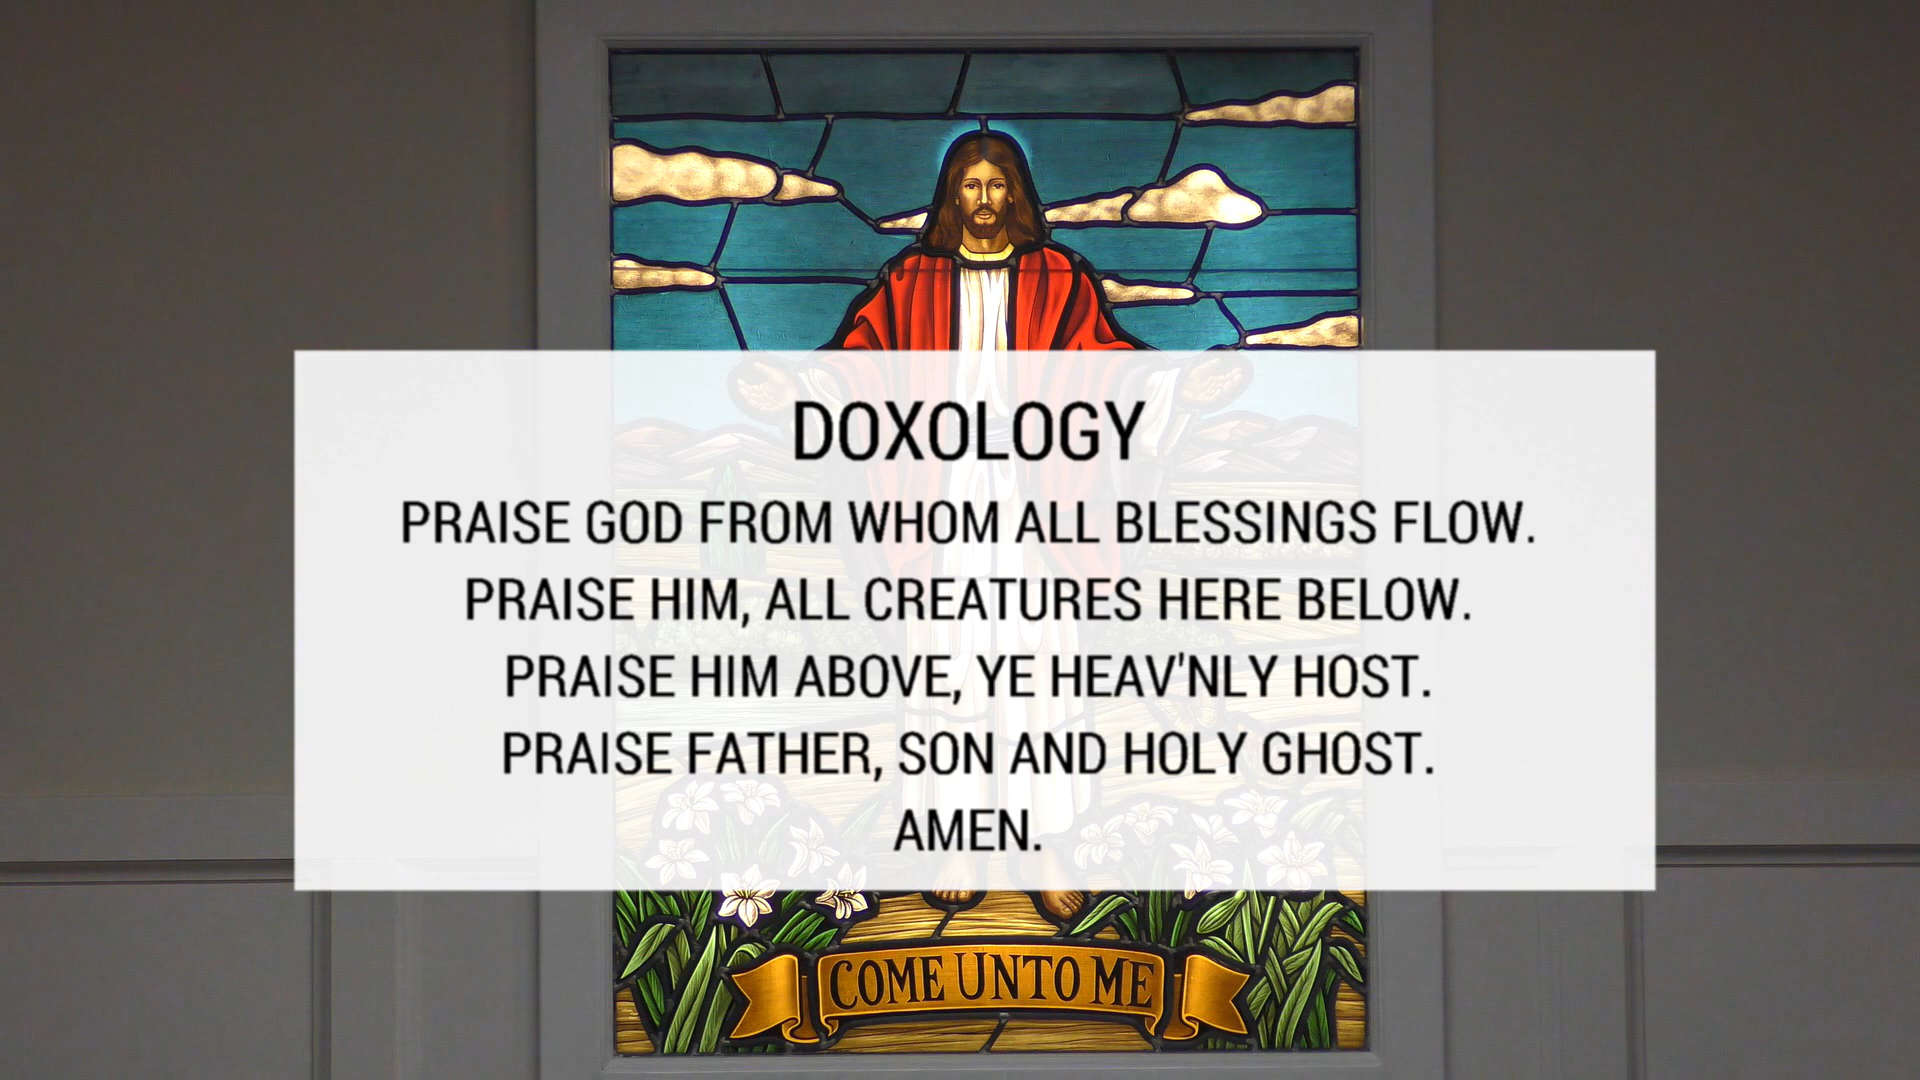 DOXOLOGY
PRAISE GOD FROM WHOM ALL BLESSINGS FLOW.
PRAISE HIM, ALL CREATURES HERE BELOW.
PRAISE HIM ABOVE, YE HEAV'NLY HOST.
PRAISE FATHER, SON AND HOLY GHOST.
AMEN.
COME UNTO ME